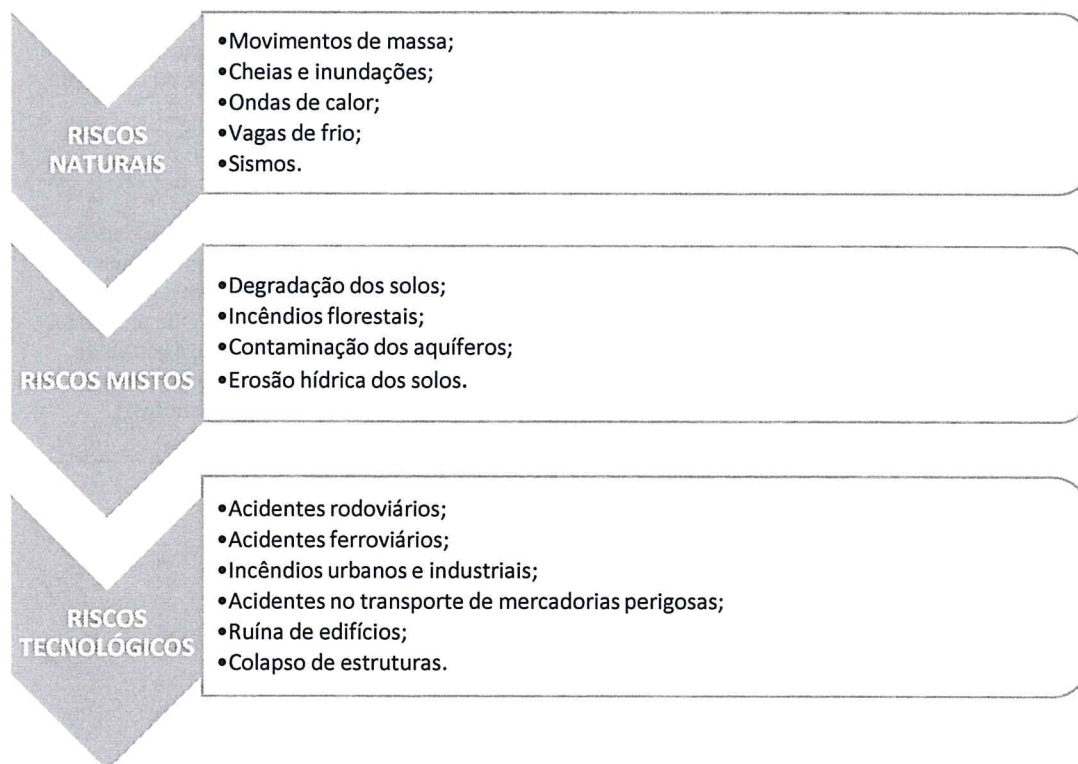 RISCOS
NATURAIS
•Movimentos de massa;
•Cheias e inundações;
•Ondas de calor;
•Vagas de frio;
•Sismos.
RISCOS MISTOS
•Degradação dos solos;
•Incêndios florestais;
•Contaminação dos aquíferos;
•Erosão hídrica dos solos.
RISCOS
TECNOLÓGICOS
•Acidentes rodoviários;
•Acidentes ferroviários;
•Incêndios urbanos e industriais;
•Acidentes no transporte de mercadorias perigosas;
•Ruína de edifícios;
•Colapso de estruturas.